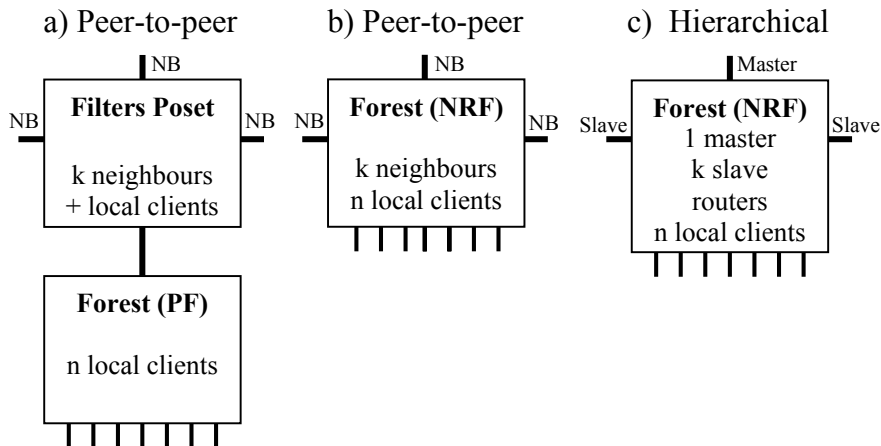 a) Peer-to-peer
NB
NB
NB
Filters Poset
k neighbours
+ local clients
Forest (PF)
n local clients
b) Peer-to-peer
NB
NB
NB
Forest (NRF)
k neighbours
n local clients
c) Hierarchical
Master
Slave
Slave
Forest (NRF)
1 master
k slave
routers
n local clients